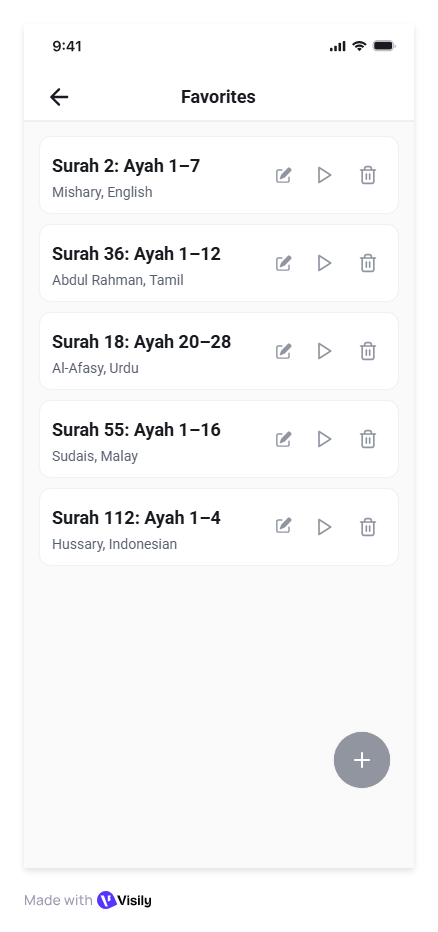 9:41
Favorites
Surah 2: Ayah 1–7
Mishary, English
Surah 36: Ayah 1–12
Abdul Rahman, Tamil
Surah 18: Ayah 20–28
Al-Afasy, Urdu
Surah 55: Ayah 1–16
Sudais, Malay
Surah 112: Ayah 1–4
Hussary, Indonesian
Made with Visily